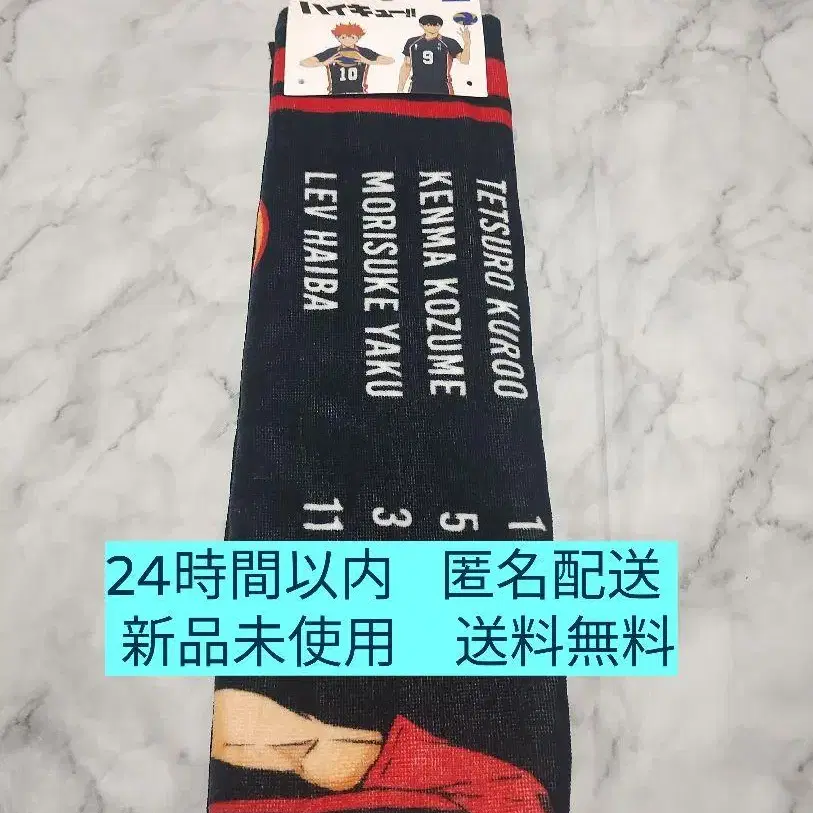 ハイキュー!!
10
9
TETSURO KUROO 1
KENMA KOZUME 5
MORISUKE YAKU 3
LEV HAIBA 11
24時間以内 匿名配送
新品未使用 送料無料